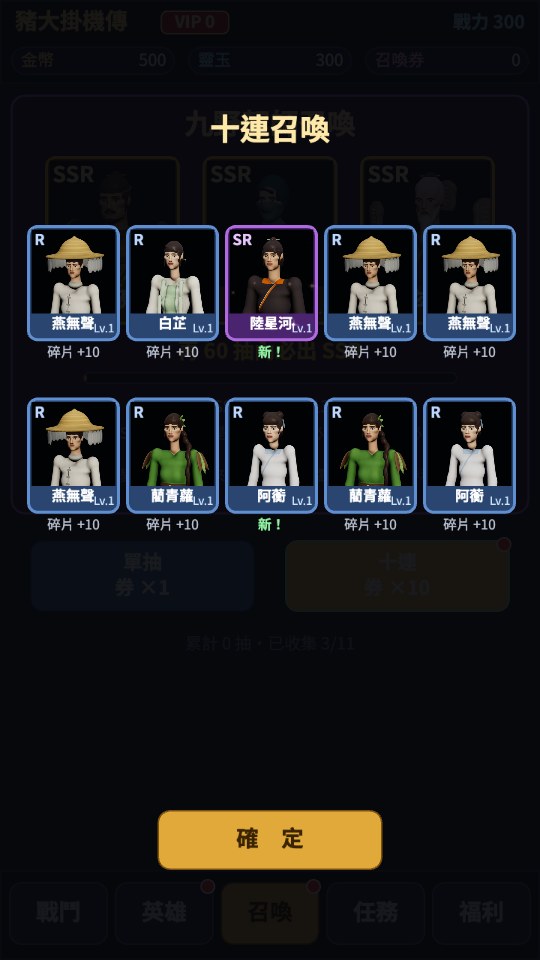 豬大掛機傳 VIP 0 戰力 300
金幣 500 靈玉 300 召喚券 0
十連召喚
SSR SSR SSR
R R SR R R
燕無聲 Lv.1 白芷 Lv.1 陸星河 Lv.1 燕無聲 Lv.1 燕無聲 Lv.1
碎片 +10 碎片 +10 新！ 碎片 +10 碎片 +10
R R R R R
燕無聲 Lv.1 藺青蘿 Lv.1 阿蘅 Lv.1 藺青蘿 Lv.1 阿蘅 Lv.1
碎片 +10 碎片 +10 新！ 碎片 +10 碎片 +10
單抽 十連
券 ×1 券 ×10
累計 0 抽・已收集 3/11
確 定
戰鬥 英雄 召喚 任務 福利